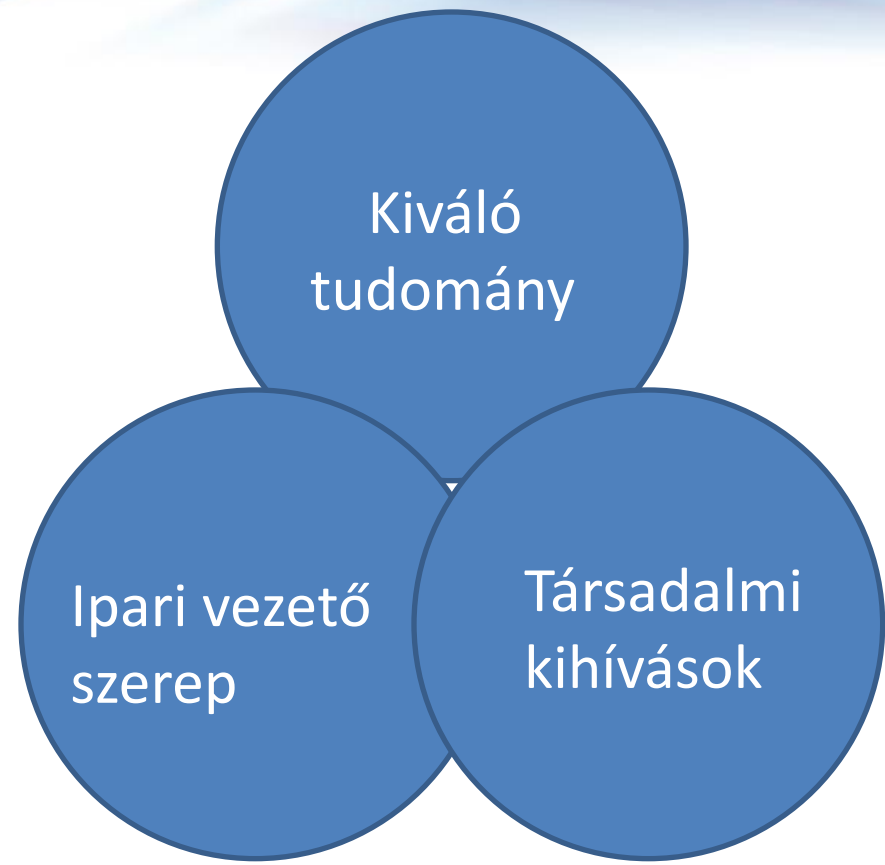 Kiváló
tudomány
Ipari vezető
szerep
Társadalmi
kihívások